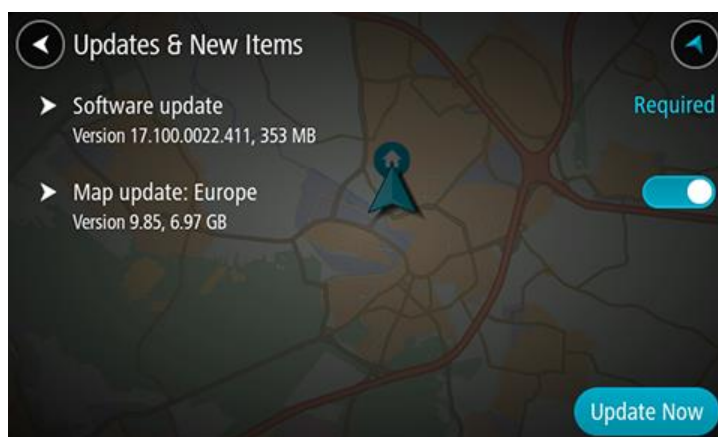 Updates & New Items
Software update
Required
Version 17.100.0022.411, 353 MB
Map update: Europe
Version 9.85, 6.97 GB
Update Now